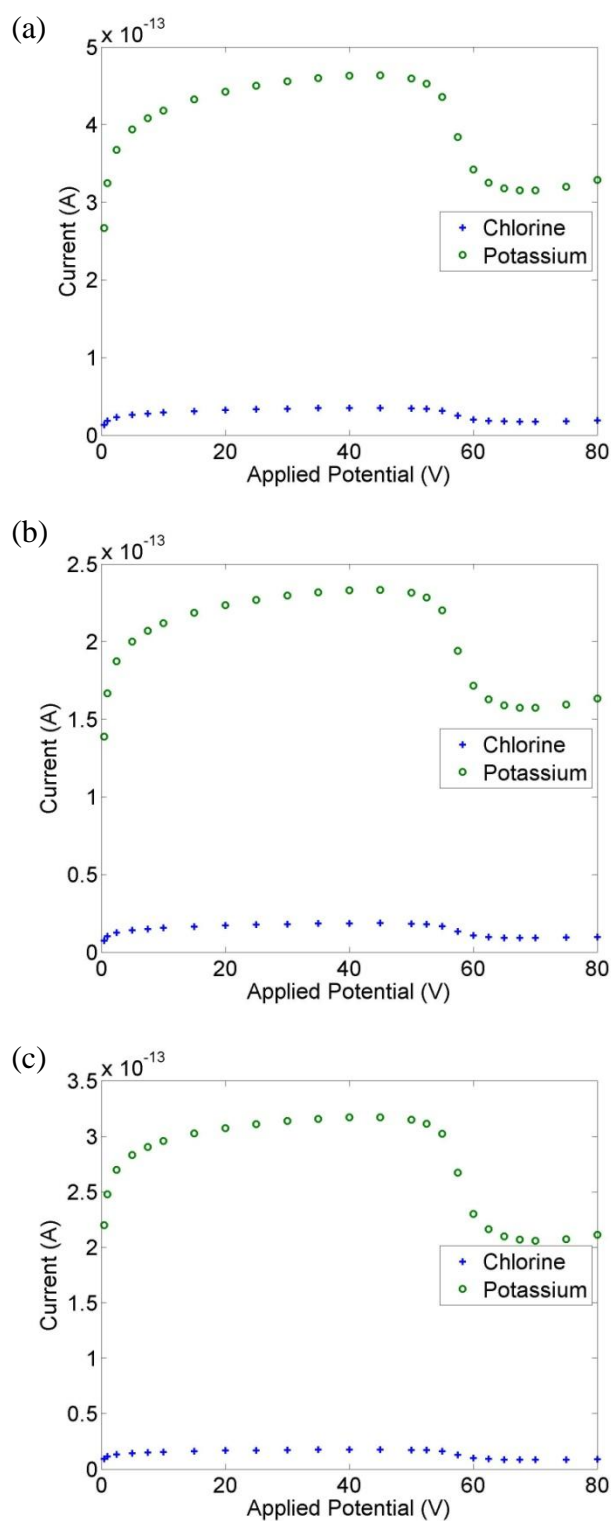 (a)
x 10-13
5
4
3
2
1
0
Current (A)
Chlorine
Potassium
0 20 40 60 80
Applied Potential (V)
(b)
x 10-13
2.5
2
1.5
1
0.5
0
Current (A)
Chlorine
Potassium
0 20 40 60 80
Applied Potential (V)
(c)
x 10-13
3.5
3
2.5
2
1.5
1
0.5
0
Current (A)
Chlorine
Potassium
0 20 40 60 80
Applied Potential (V)